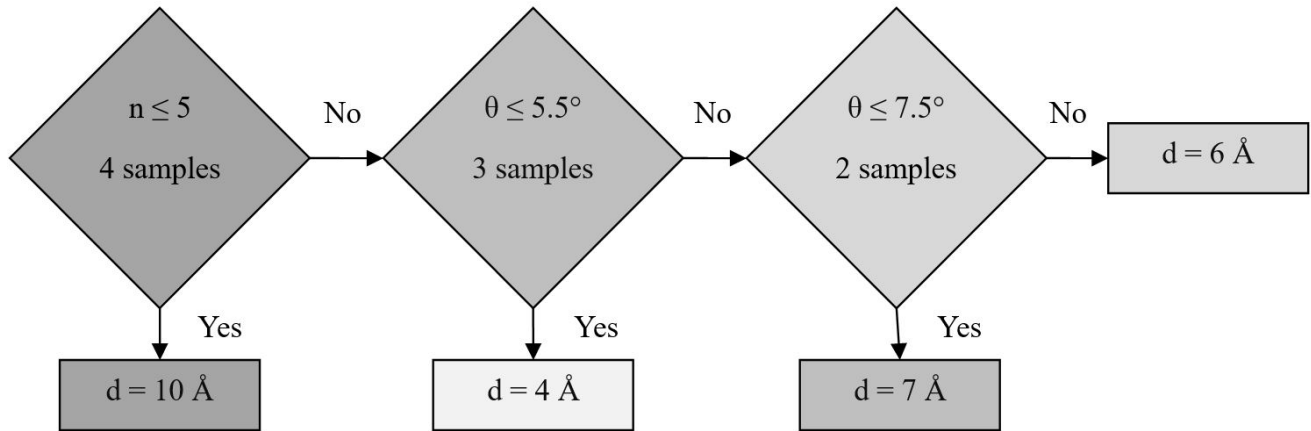 n ≤ 5
4 samples
No
θ ≤ 5.5°
3 samples
No
θ ≤ 7.5°
2 samples
No
d = 6 Å
Yes
d = 10 Å
Yes
d = 4 Å
Yes
d = 7 Å